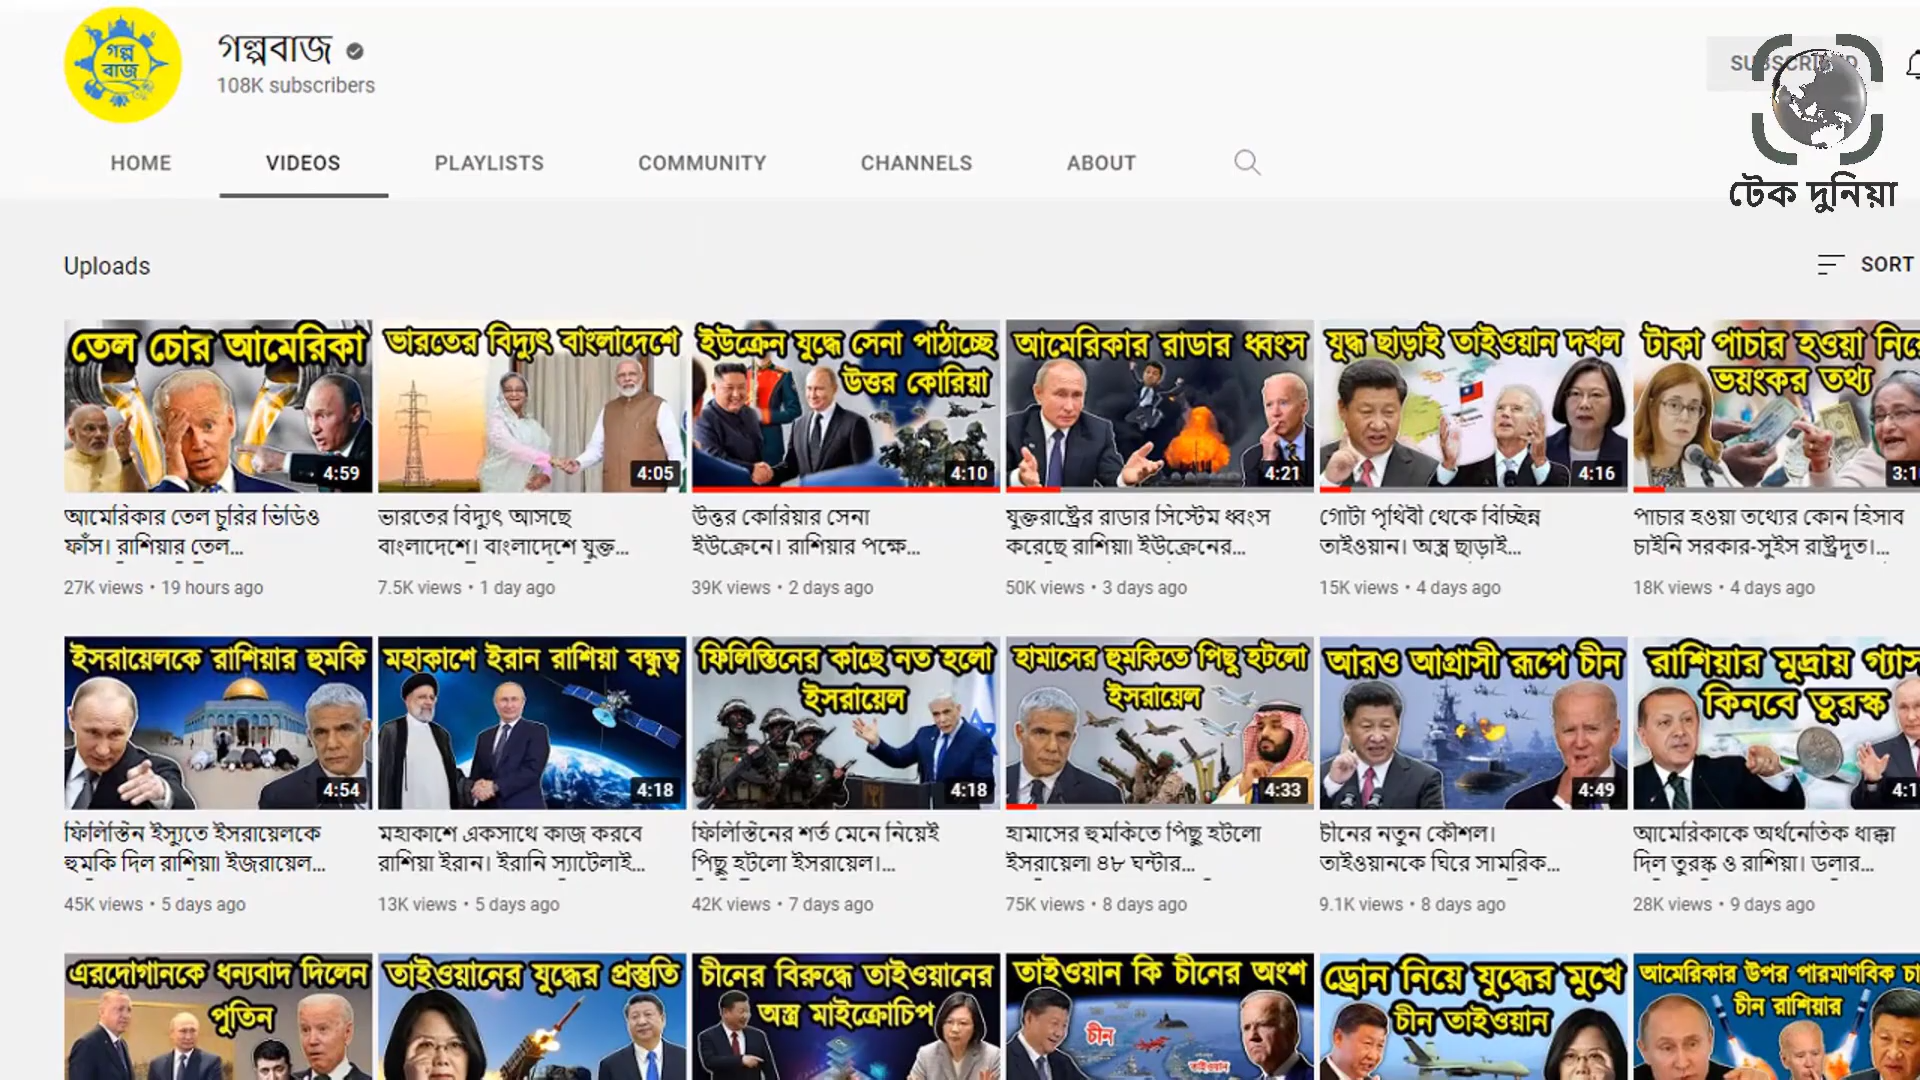 গল্প
বাজ
গল্পবাজ
108K subscribers
টেক দুনিয়া
HOME
VIDEOS
PLAYLISTS
COMMUNITY
CHANNELS
ABOUT
Uploads
SORT
তেল চোর আমেরিকা
4:59
ভারতের বিদ্যুৎ বাংলাদেশে
4:05
ইউক্রেন যুদ্ধে সেনা পাঠাচ্ছে
উত্তর কোরিয়া
4:10
আমেরিকার রাডার ধ্বংস
4:21
যুদ্ধ ছাড়াই তাইওয়ান দখল
4:16
টাকা পাচার হওয়া নিয়ে
ভয়ংকর তথ্য
আমেরিকার তেল চুরির ভিডিও
ফাঁস। রাশিয়ার তেল...
27K views • 19 hours ago
ভারতের বিদ্যুৎ আসছে
বাংলাদেশে। বাংলাদেশে যুক্ত...
7.5K views • 1 day ago
উত্তর কোরিয়ার সেনা
ইউক্রেনে। রাশিয়ার পক্ষে...
39K views • 2 days ago
যুক্তরাষ্ট্রের রাডার সিস্টেম ধ্বংস
করেছে রাশিয়া৷ ইউক্রেনের...
50K views • 3 days ago
গোটা পৃথিবী থেকে বিচ্ছিন্ন
তাইওয়ান। অস্ত্র ছাড়াই...
15K views • 4 days ago
পাচার হওয়া তথ্যের কোন হিসাব
চাইনি সরকার-সুইস রাষ্ট্রদূত।...
18K views • 4 days ago
ইসরায়েলকে রাশিয়ার হুমকি
4:54
মহাকাশে ইরান রাশিয়া বন্ধুত্ব
4:18
ফিলিস্তিনের কাছে নত হলো
ইসরায়েল
4:18
হামাসের হুমকিতে পিছু হটলো
ইসরায়েল
4:33
আরও আগ্রাসী রূপে চীন
4:49
রাশিয়ার মুদ্রায় গ্যাস
কিনবে তুরস্ক
ফিলিস্তিন ইস্যুতে ইসরায়েলকে
হুমকি দিল রাশিয়া৷ ইজরায়েল...
45K views • 5 days ago
মহাকাশে একসাথে কাজ করবে
রাশিয়া ইরান। ইরানি স্যাটেলাই...
13K views • 5 days ago
ফিলিস্তিনের শর্ত মেনে নিয়েই
পিছু হটলো ইসরায়েল।...
42K views • 7 days ago
হামাসের হুমকিতে পিছু হটলো
ইসরায়েল৷ ৪৮ ঘন্টার...
75K views • 8 days ago
চীনের নতুন কৌশল।
তাইওয়ানকে ঘিরে সামরিক...
9.1K views • 8 days ago
আমেরিকাকে অর্থনেতিক ধাক্কা
দিল তুরস্ক ও রাশিয়া। ডলার...
28K views • 9 days ago
এরদোগানকে ধন্যবাদ দিলেন
পুতিন
তাইওয়ানের যুদ্ধের প্রস্তুতি
চীনের বিরুদ্ধে তাইওয়ানের
অস্ত্র মাইক্রোচিপ
তাইওয়ান কি চীনের অংশ
চীন
তাইওয়ান
ড্রোন নিয়ে যুদ্ধের মুখে
চীন তাইওয়ান
আমেরিকার উপর পারমাণবিক
চীন রাশিয়ার